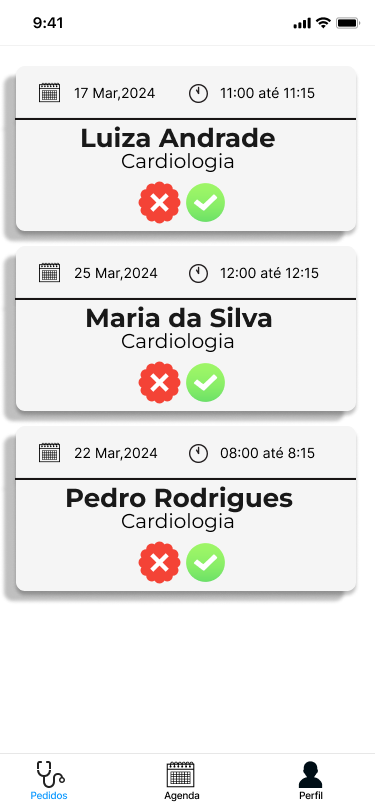 9:41
17 Mar,2024 11:00 até 11:15
Luiza Andrade
Cardiologia
25 Mar,2024 12:00 até 12:15
Maria da Silva
Cardiologia
22 Mar,2024 08:00 até 8:15
Pedro Rodrigues
Cardiologia
Pedidos Agenda Perfil